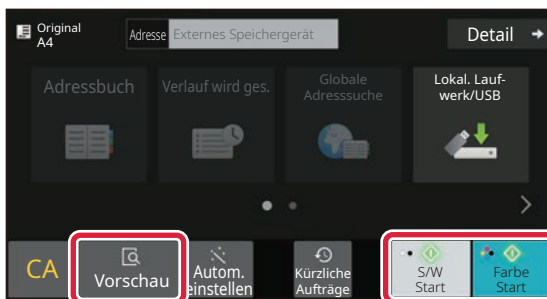 Original
A4
Adresse Externes Speichergerät
Detail
Adressbuch
Verlauf wird ges.
Globale
Adresssuche
Lokal. Lauf-
werk/USB
CA
Vorschau
Autom.
einstellen
Kürzliche
Aufträge
S/W
Start
Farbe
Start